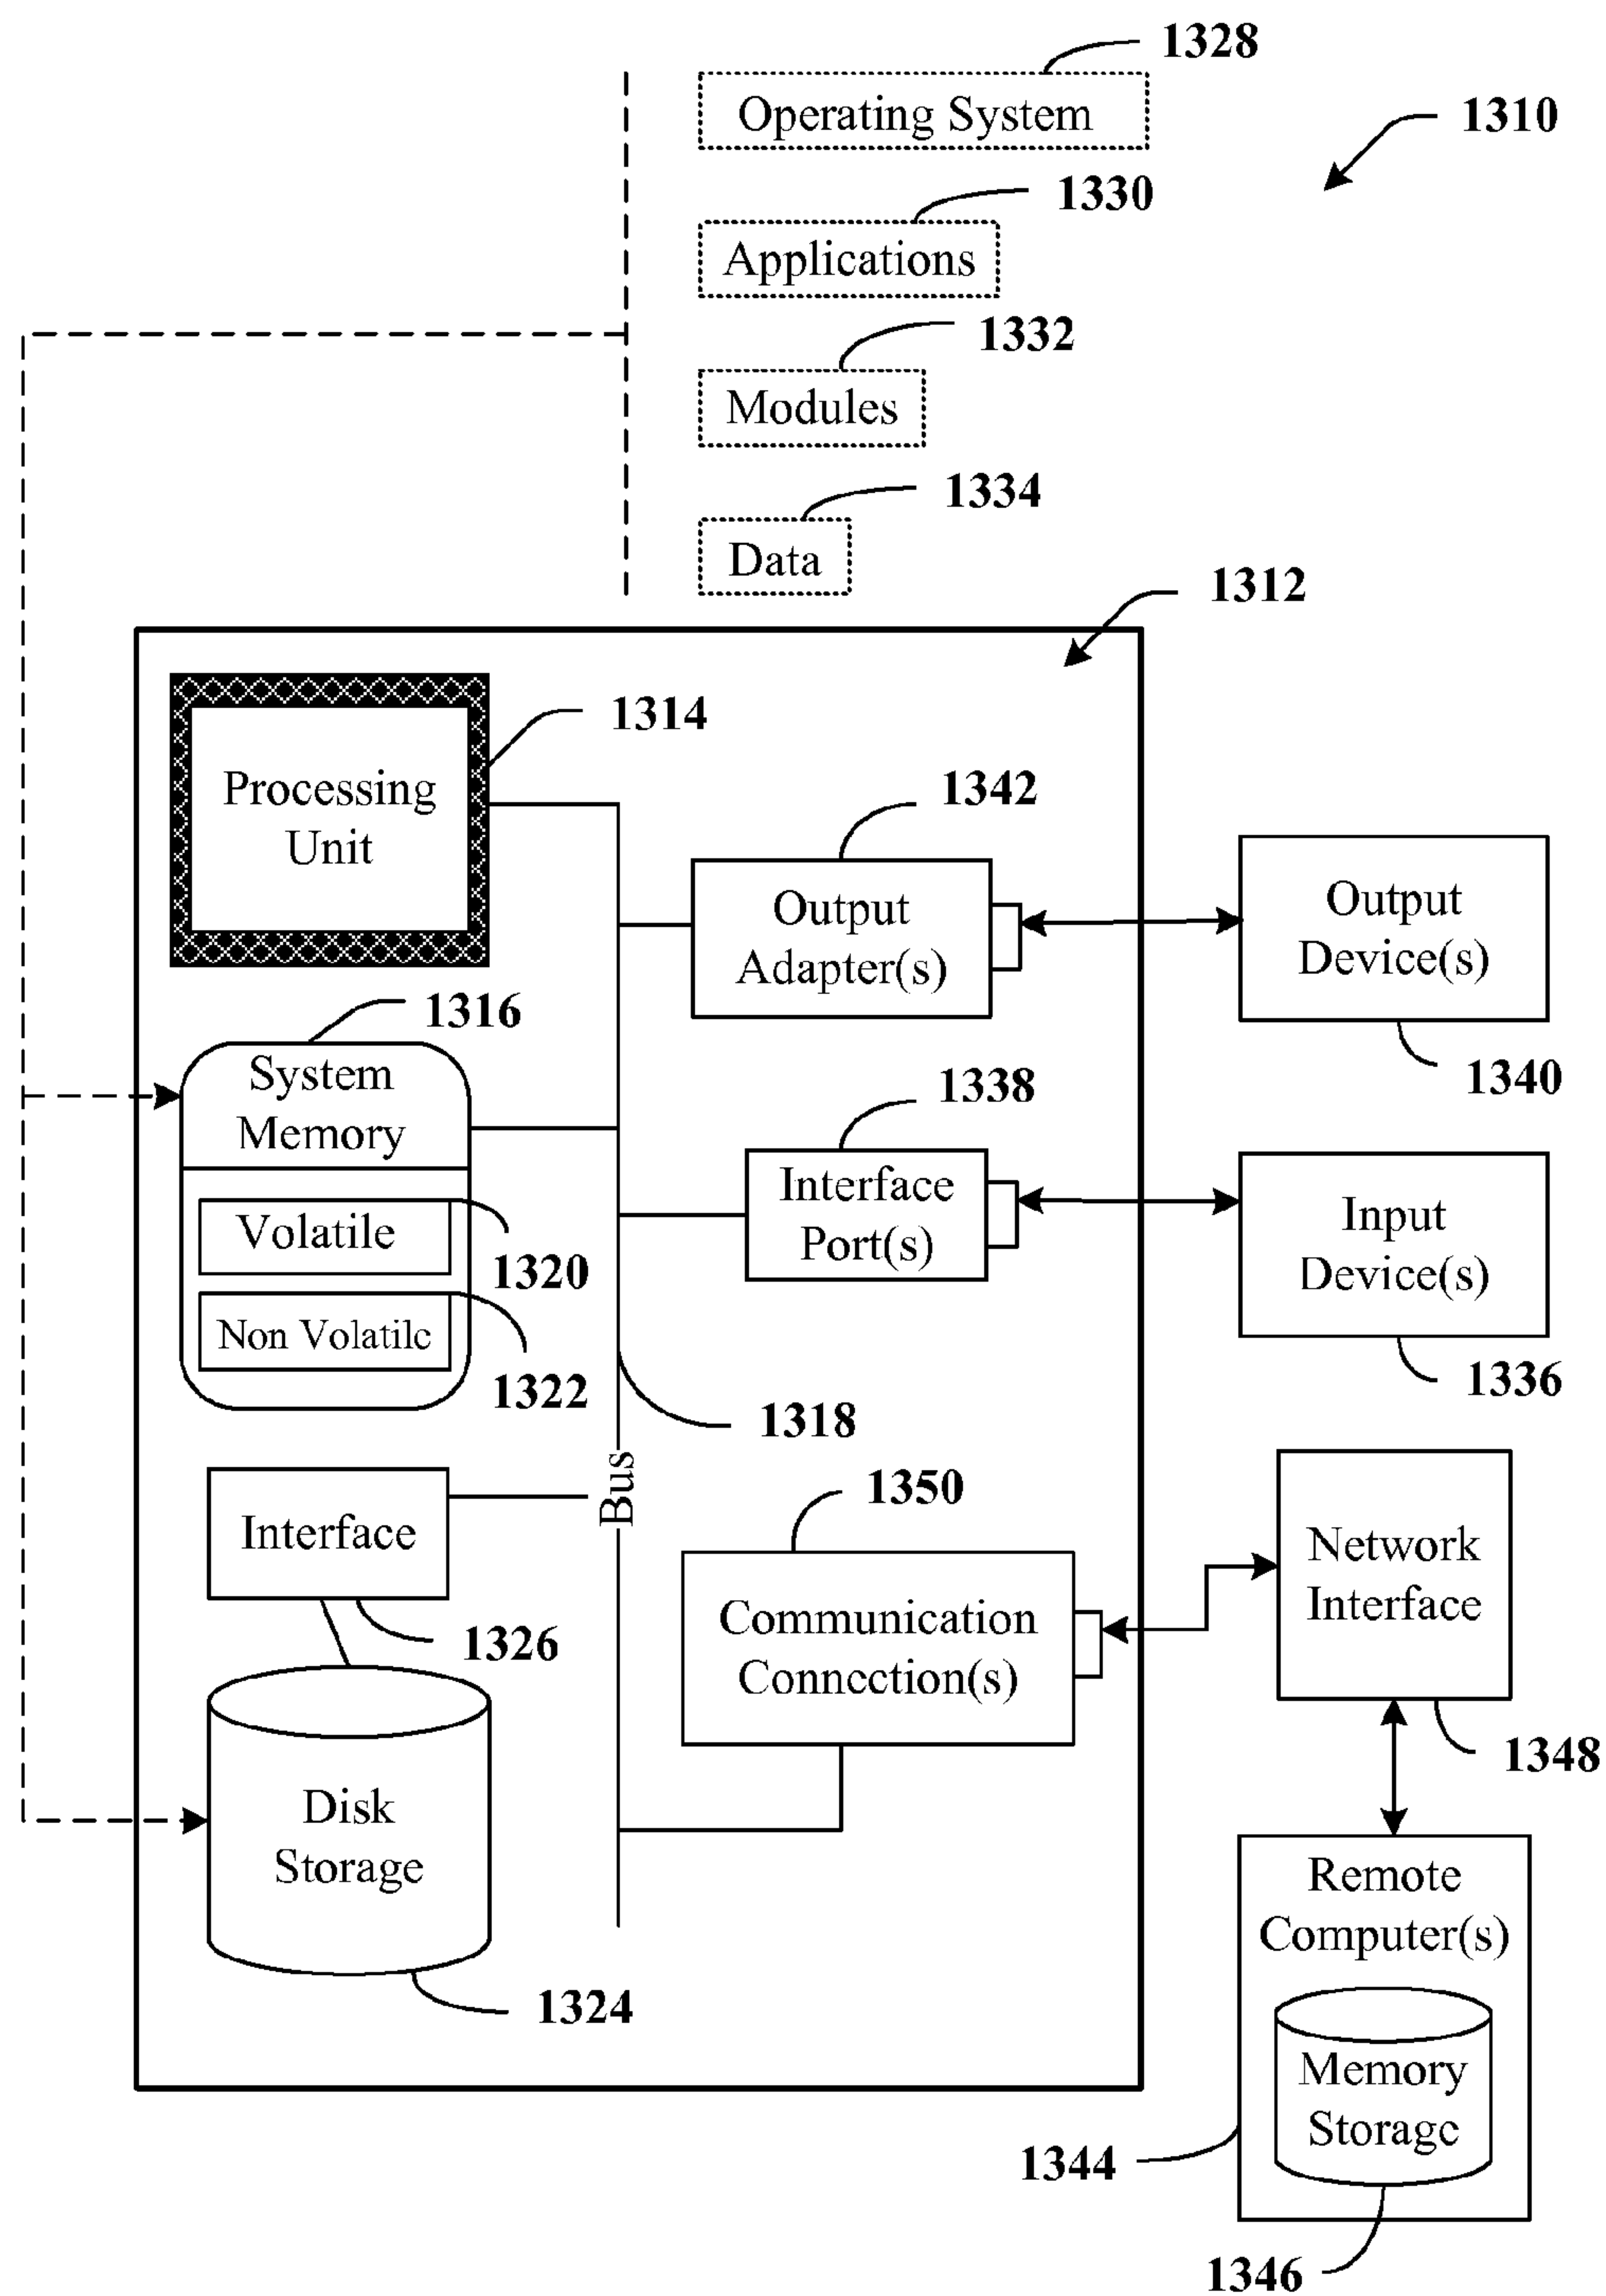 1328
Operating System
1310
1330
Applications
1332
Modules
1334
Data
1312
1314
Processing
Unit
1342
Output
Adapter(s)
Output
Device(s)
1340
1316
System
Memory
1338
Interface
Port(s)
Input
Device(s)
1336
Volatile
1320
Non Volatile
1322
1318
Bus
Interface
1326
1350
Communication
Connection(s)
Network
Interface
1348
Disk
Storage
1324
Remote
Computer(s)
Memory
Storage
1344
1346